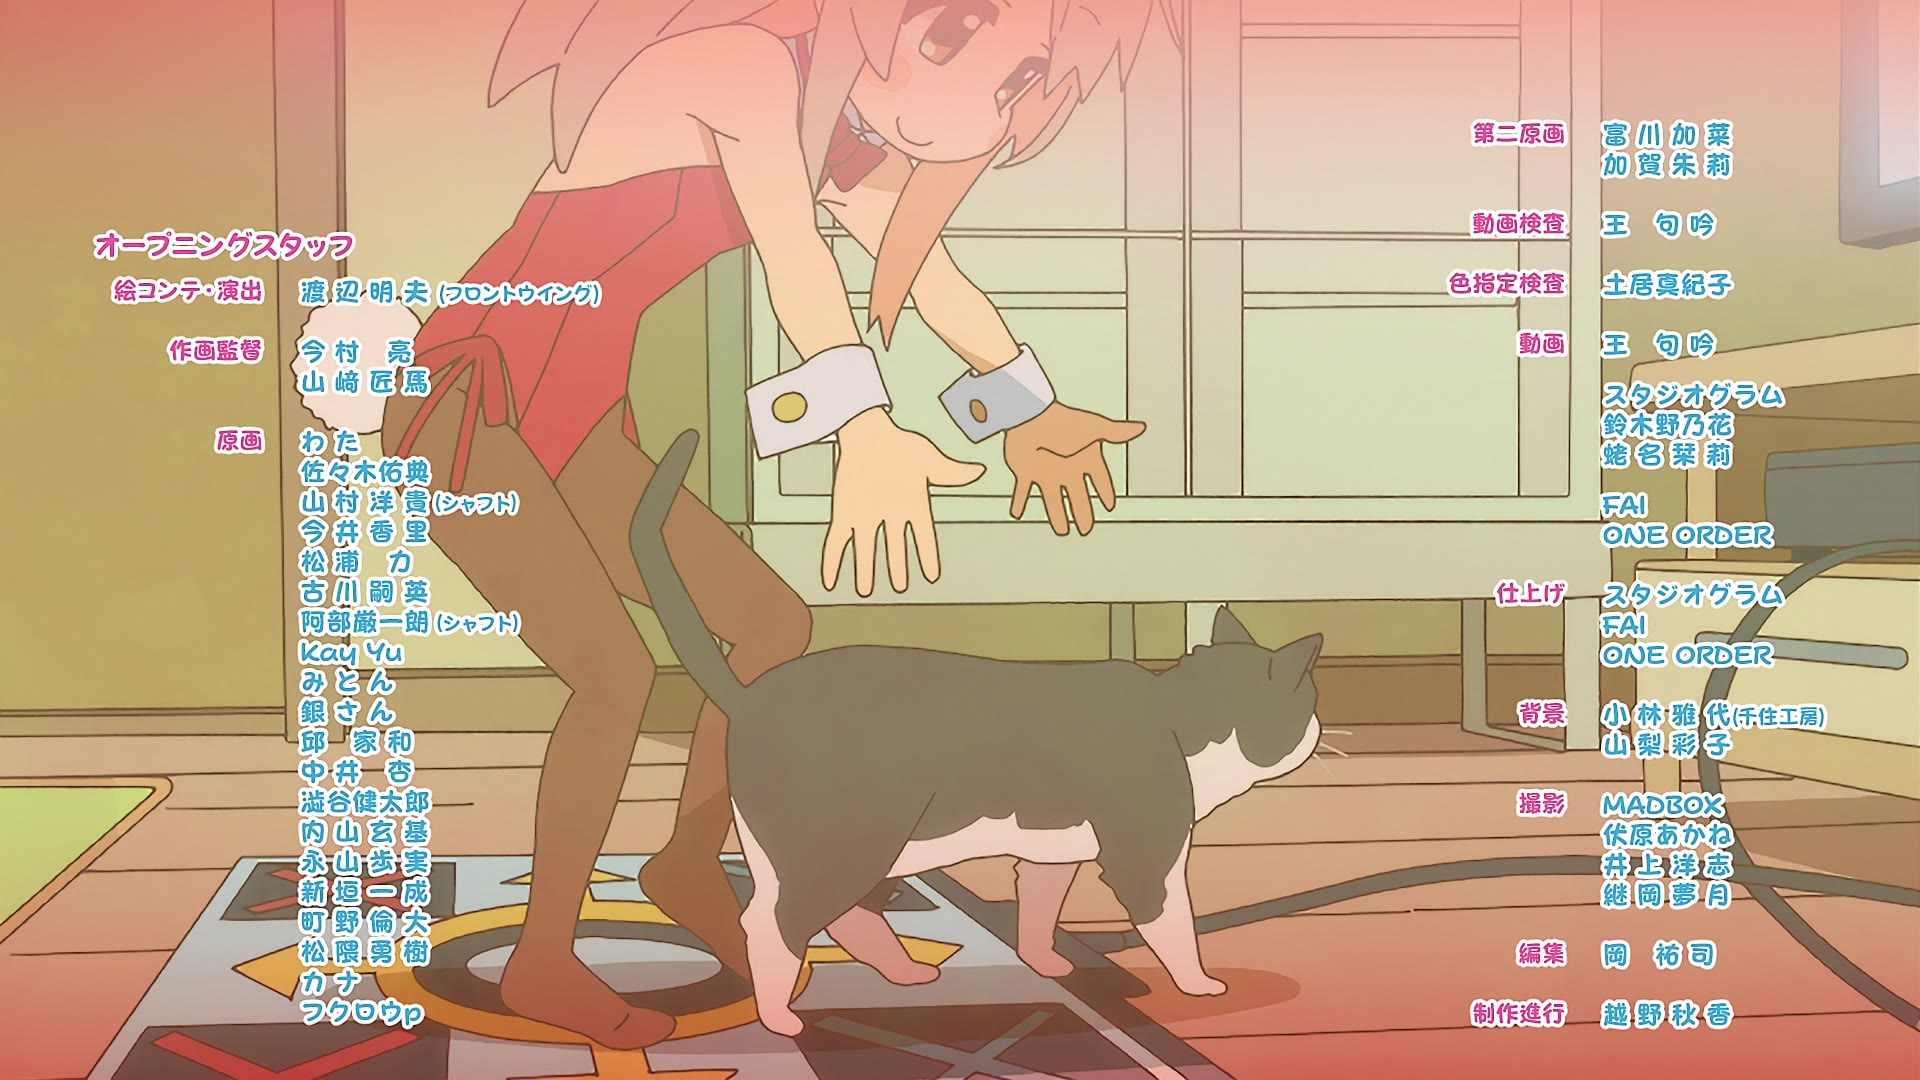 オープニングスタッフ
絵コンテ・演出 渡辺明夫(フロントウイング)
作画監督 今村 亮
山﨑匠馬
原画 わた
佐々木佑典
山村洋貴(シャフト)
今井香里
松浦 力
古川嗣英
阿部厳一朗(シャフト)
Kay Yu
みとん
銀さん
邱 家和
中井 杏
澁谷健太郎
内山玄基
永山歩実
新垣一成
町野倫大
松隈勇樹
カナ
フクロウp
第二原画 富川加菜
加賀朱莉
動画検査 王 句吟
色指定検査 土居真紀子
動画 王 句吟
スタジオグラム
鈴木野乃花
蛯名栞莉
FAI
ONE ORDER
仕上げ スタジオグラム
FAI
ONE ORDER
背景 小林雅代(千住工房)
山梨彩子
撮影 MADBOX
伏原あかね
井上洋志
継岡夢月
編集 岡 祐司
制作進行 越野秋香